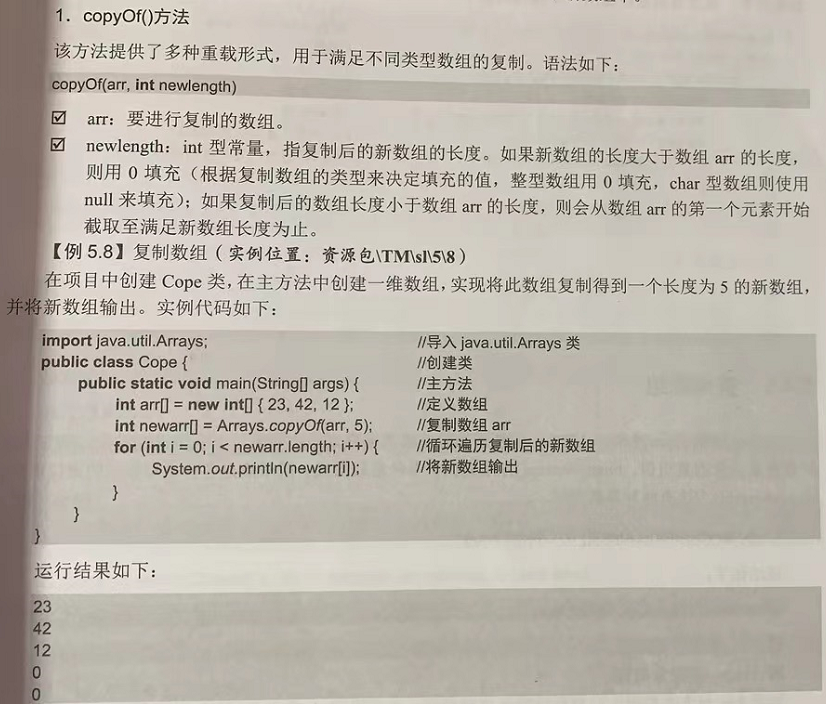 1．copyOf()方法
该方法提供了多种重载形式，用于满足不同类型数组的复制。语法如下：
copyOf(arr, int newlength)
☑ arr：要进行复制的数组。
☑ newlength：int 型常量，指复制后的新数组的长度。如果新数组的长度大于数组 arr 的长度，
则用 0 填充（根据复制数组的类型来决定填充的值，整型数组用 0 填充，char 型数组则使用
null 来填充）；如果复制后的数组长度小于数组 arr 的长度，则会从数组 arr 的第一个元素开始
截取至满足新数组长度为止。
【例 5.8】复制数组（实例位置：资源包\TM\sl\5\8）
在项目中创建 Cope 类，在主方法中创建一维数组，实现将此数组复制得到一个长度为 5 的新数组，
并将新数组输出。实例代码如下：
import java.util.Arrays; //导入 java.util.Arrays 类
public class Cope { //创建类
public static void main(String[] args) { //主方法
int arr[] = new int[] { 23, 42, 12 }; //定义数组
int newarr[] = Arrays.copyOf(arr, 5); //复制数组 arr
for (int i = 0; i < newarr.length; i++) { //循环遍历复制后的新数组
System.out.println(newarr[i]); //将新数组输出
}
}
}
运行结果如下：
23
42
12
0
0